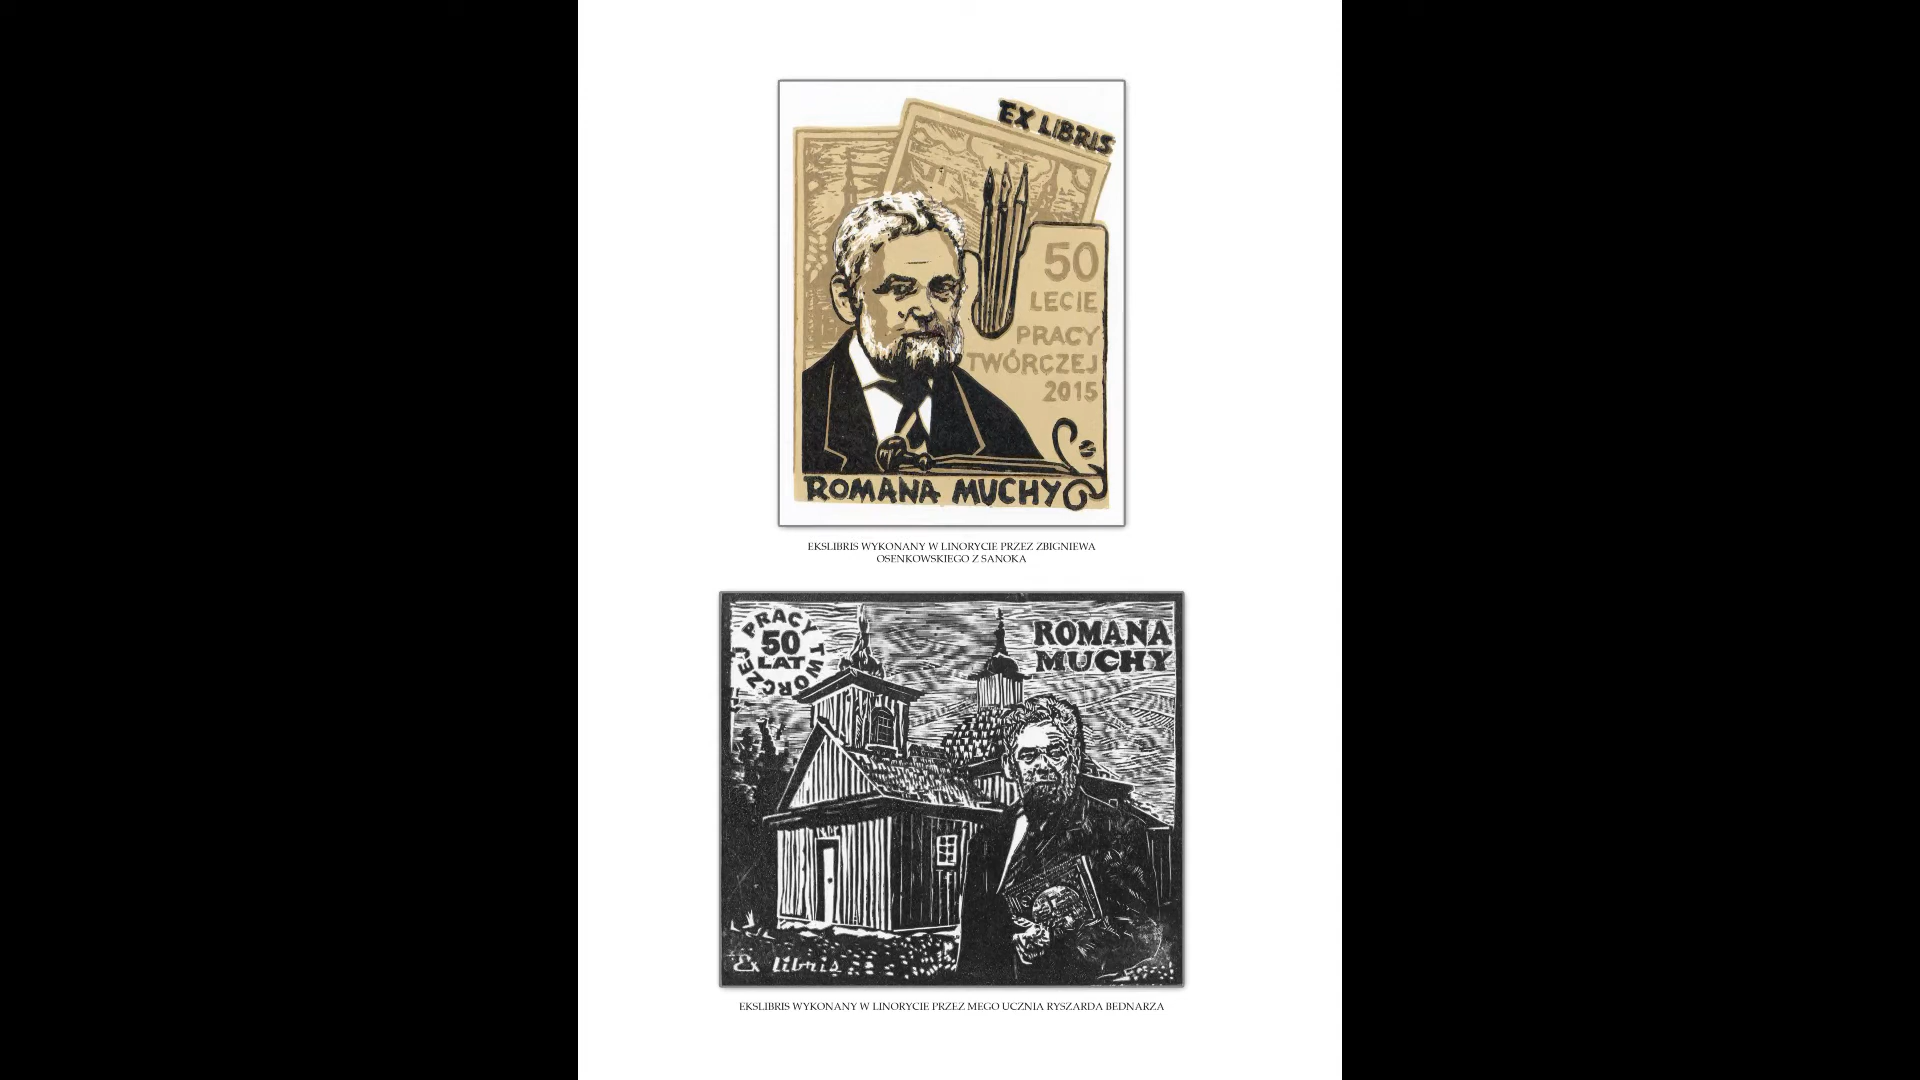 EX LIBRIS
50
LECIE
PRACY
TWÓRCZEJ
2015
ROMANA MUCHY
EKSLIBRIS WYKONANY W LINORYCIE PRZEZ ZBIGNIEWA
OSENKOWSKIEGO Z SANOKA
50
LAT
PRACY TWÓRCZEJ
ROMANA
MUCHY
Ex libris
EKSLIBRIS WYKONANY W LINORYCIE PRZEZ MEGO UCZNIA RYSZARDA BEDNARZA